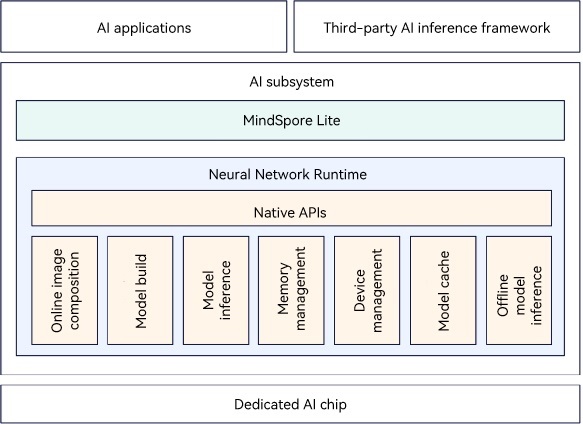 AI applications
Third-party AI inference framework
AI subsystem
MindSpore Lite
Neural Network Runtime
Native APIs
Online image
composition
Model build
Model
inference
Memory
management
Device
management
Model cache
Offline
model
inference
Dedicated AI chip